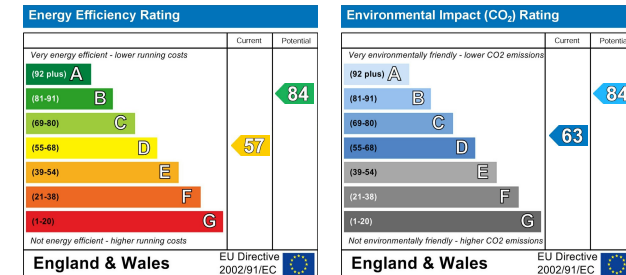 Energy Efficiency Rating
Current Potential
Very energy efficient - lower running costs
(92 plus) A
(81-91) B
84
(69-80) C
(55-68) D
57
(39-54) E
(21-38) F
(1-20) G
Not energy efficient - higher running costs
England & Wales
EU Directive
2002/91/EC
Environmental Impact (CO₂) Rating
Current Potential
Very environmentally friendly - lower CO2 emissions
(92 plus) A
(81-91) B
84
(69-80) C
63
(55-68) D
(39-54) E
(21-38) F
(1-20) G
Not environmentally friendly - higher CO2 emissions
England & Wales
EU Directive
2002/91/EC